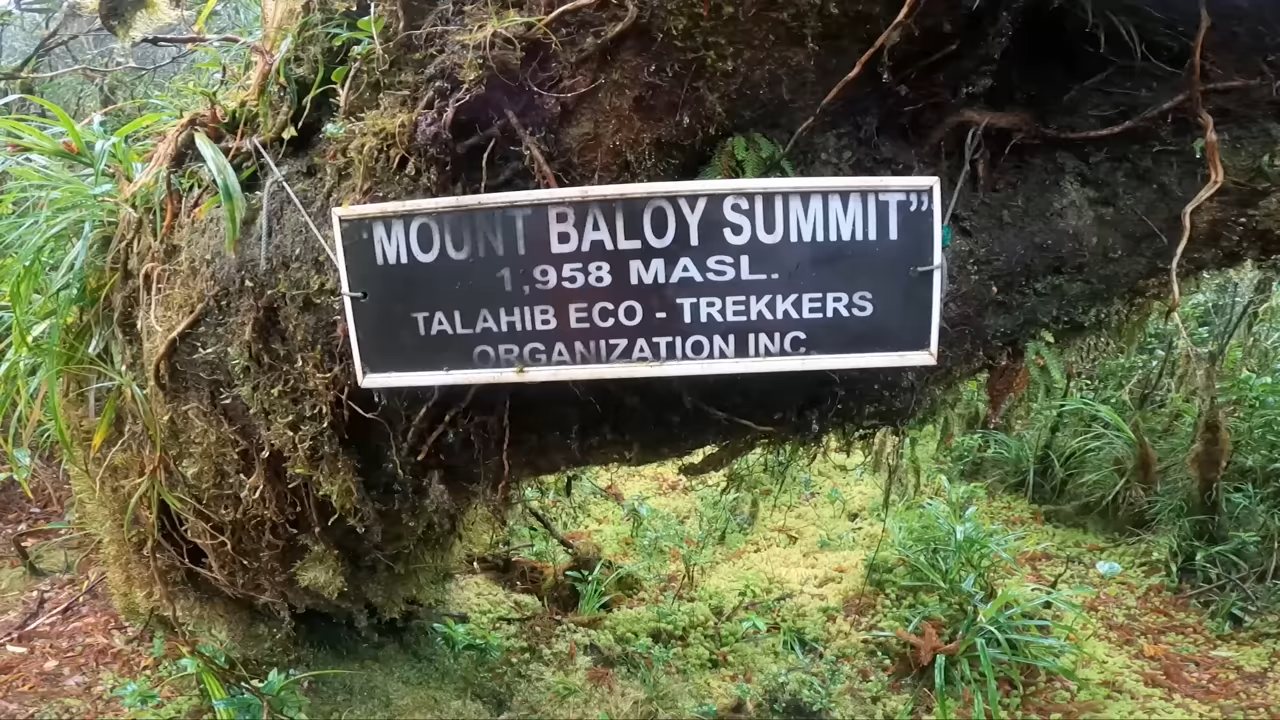 "MOUNT BALOY SUMMIT"
1,958 MASL.
TALAHIB ECO - TREKKERS
ORGANIZATION INC.